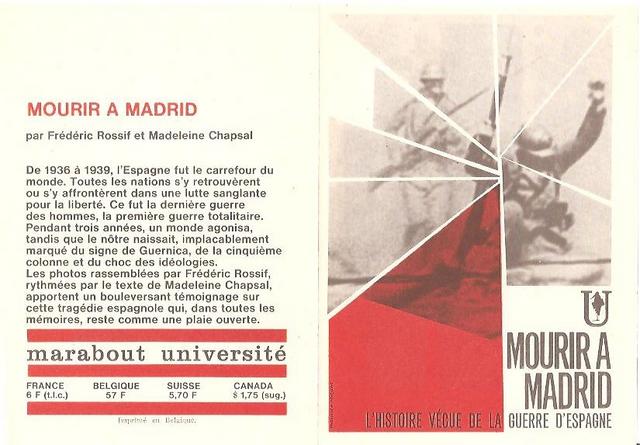 MOURIR A MADRID
par Frédéric Rossif et Madeleine Chapsal
De 1936 à 1939, l'Espagne fut le carrefour du
monde. Toutes les nations s'y retrouvèrent
ou s'y affrontèrent dans une lutte sanglante
pour la liberté. Ce fut la dernière guerre
des hommes, la première guerre totalitaire.
Pendant trois années, un monde agonisa,
tandis que le nôtre naissait, implacablement
marqué du signe de Guernica, de la cinquième
colonne et du choc des idéologies.
Les photos rassemblées par Frédéric Rossif,
rythmées par le texte de Madeleine Chapsal,
apportent un bouleversant témoignage sur
cette tragédie espagnole qui, dans toutes les
mémoires, reste comme une plaie ouverte.
marabout université
FRANCE BELGIQUE SUISSE CANADA
6 F (t.l.c.) 57 F 5,70 F $ 1,75 (sug.)
Imprimé en Belgique.
U
MOURIR A
MADRID
L'HISTOIRE VÉCUE DE LA GUERRE D'ESPAGNE